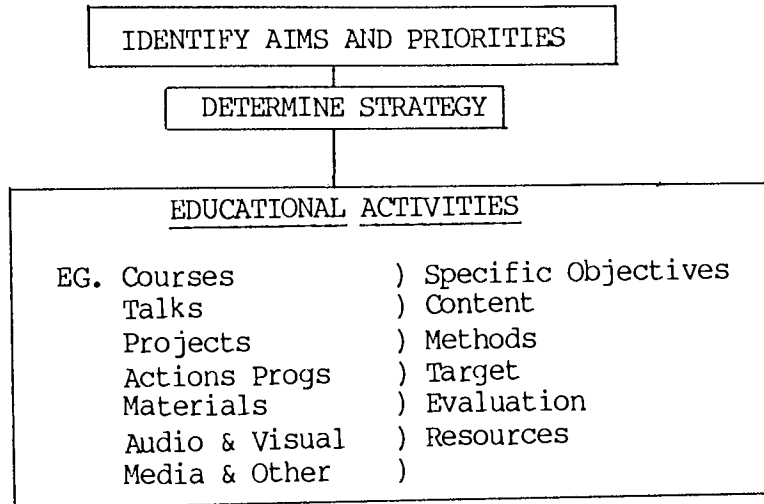 IDENTIFY AIMS AND PRIORITIES
DETERMINE STRATEGY
EDUCATIONAL ACTIVITIES
EG. Courses ) Specific Objectives
Talks ) Content
Projects ) Methods
Actions Progs ) Target
Materials ) Evaluation
Audio & Visual ) Resources
Media & Other )